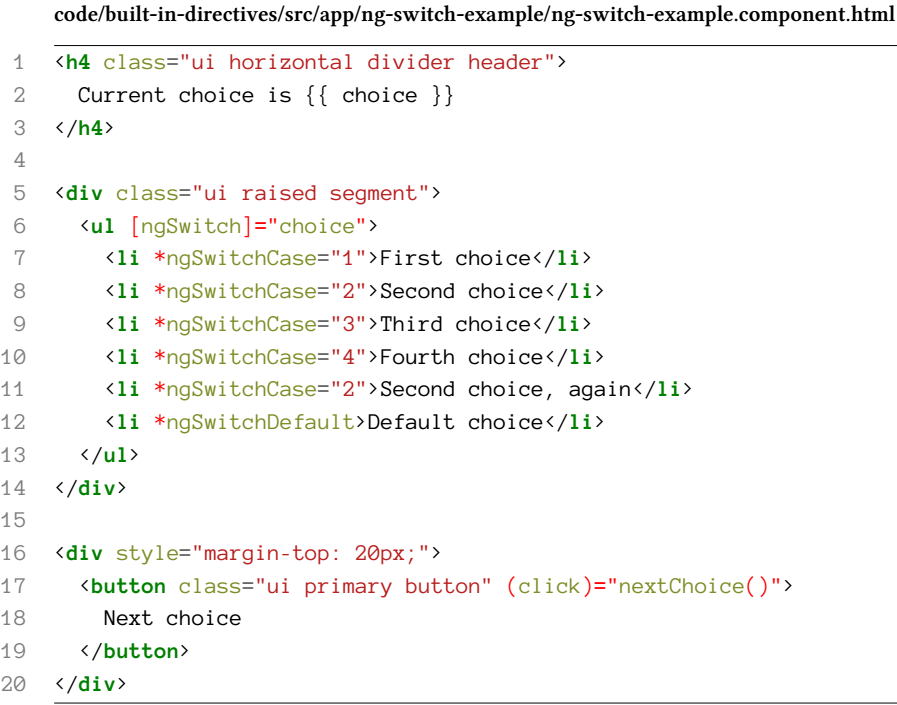 code/built-in-directives/src/app/ng-switch-example/ng-switch-example.component.html
1 <h4 class="ui horizontal divider header">
2   Current choice is {{ choice }}
3 </h4>
4
5 <div class="ui raised segment">
6   <ul [ngSwitch]="choice">
7     <li *ngSwitchCase="1">First choice</li>
8     <li *ngSwitchCase="2">Second choice</li>
9     <li *ngSwitchCase="3">Third choice</li>
10     <li *ngSwitchCase="4">Fourth choice</li>
11     <li *ngSwitchCase="2">Second choice, again</li>
12     <li *ngSwitchDefault>Default choice</li>
13   </ul>
14 </div>
15
16 <div style="margin-top: 20px;">
17   <button class="ui primary button" (click)="nextChoice()">
18     Next choice
19   </button>
20 </div>